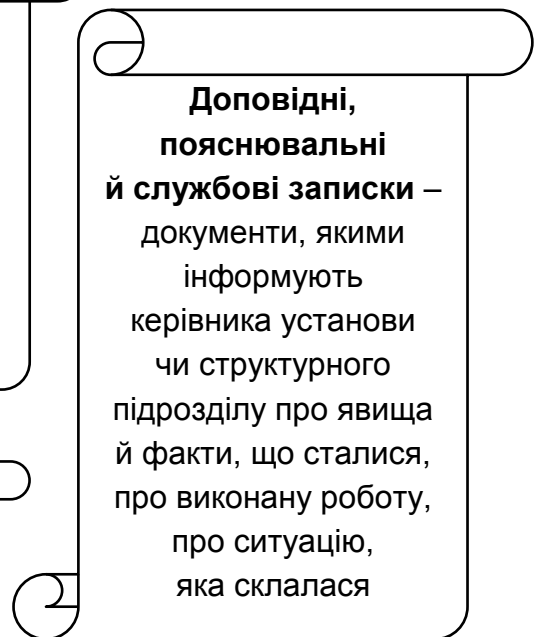 Доповідні,
пояснювальні
й службові записки –
документи, якими
інформують
керівника установи
чи структурного
підрозділу про явища
й факти, що сталися,
про виконану роботу,
про ситуацію,
яка склалася